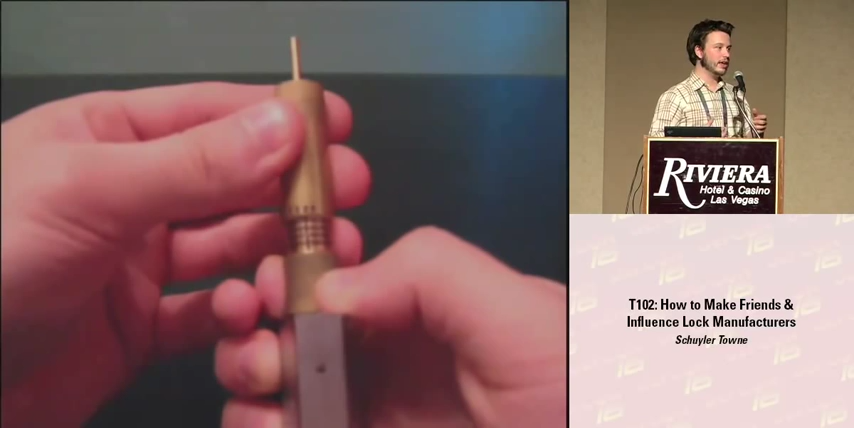 RIVIERA
Hotel & Casino
Las Vegas
T102: How to Make Friends &
Influence Lock Manufacturers
Schuyler Towne